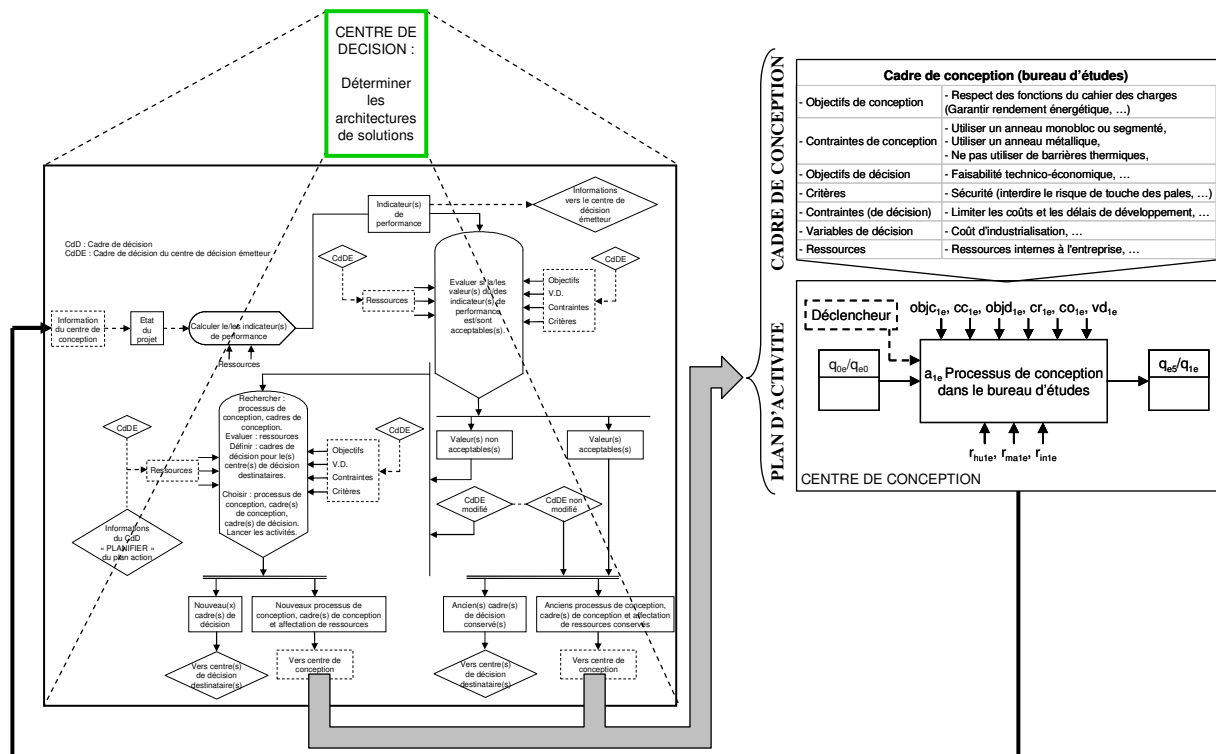 CENTRE DE
DECISION :
Déterminer
les
architectures
de solutions
CdD : Cadre de décision
CdDE : Cadre de décision du centre de décision émetteur
Indicateur(s)
de
performance
Informations
vers le centre de
décision
émetteur
CdDE
Ressources
Evaluer si la/les
valeur(s) du/des
indicateur(s) de
performance
est/sont
acceptables(s).
Objectifs
V.D.
Contraintes
Critères
CdDE
Information
du centre de
conception
Etat
du
projet
Calculer le/les indicateur(s)
de performance
Ressources
Rechercher :
processus de
conception, cadres de
conception.
Evaluer : ressources
Définir : cadres de
décision pour le(s)
centre(s) de décision
destinataires.
Choisir : processus de
conception, cadre(s) de
conception,
cadre(s) de décision.
Lancer les activités.
CdDE
Ressources
Objectifs
V.D.
Contraintes
Critères
CdDE
Informations
du CdD
« PLANIFIER »
du plan action
Valeur(s) non
acceptables(s)
Valeur(s)
acceptables(s)
CdDE
modifié
CdDE non
modifié
Nouveau(x)
cadre(s) de
décision
Nouveaux processus de
conception, cadre(s) de conception
et affectation de ressources
Ancien(s) cadre(s)
de décision
conservé(s)
Anciens processus de conception,
cadre(s) de conception et affectation
de ressources conservés
Vers centre(s)
de décision
destinataire(s)
Vers centre de
conception
Vers centre(s)
de décision
destinataire(s)
Vers centre de
conception
CADRE DE CONCEPTION
Cadre de conception (bureau d'études)
- Objectifs de conception - Respect des fonctions du cahier des charges
(Garantir rendement énergétique, …)
- Contraintes de conception - Utiliser un anneau monobloc ou segmenté,
- Utiliser un anneau métallique,
- Ne pas utiliser de barrières thermiques,
- Objectifs de décision - Faisabilité technico-économique, …
- Critères - Sécurité (interdire le risque de touche des pales, …)
- Contraintes (de décision) - Limiter les coûts et les délais de développement, …
- Variables de décision - Coût d'industrialisation, …
- Ressources - Ressources internes à l'entreprise, …
PLAN D'ACTIVITE
Déclencheur
objc1e, cc1e, objd1e, cr1e, co1e, vd1e
q0e/qe0
a1e Processus de conception
dans le bureau d'études
qe5/q1e
rhu1e, rma1e, rin1e
CENTRE DE CONCEPTION